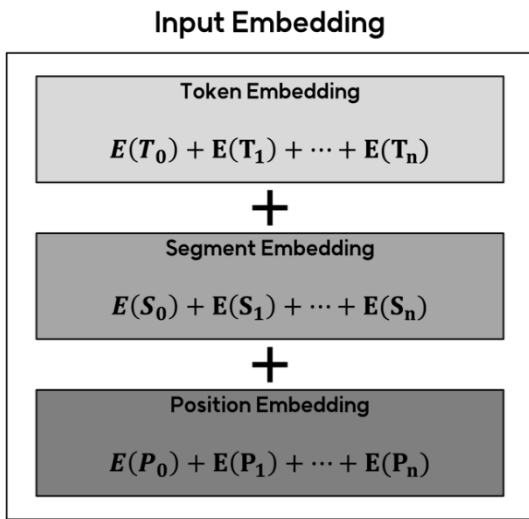 Input Embedding
Token Embedding
E(T₀) + E(T₁) + ⋯ + E(Tₙ)
+
Segment Embedding
E(S₀) + E(S₁) + ⋯ + E(Sₙ)
+
Position Embedding
E(P₀) + E(P₁) + ⋯ + E(Pₙ)